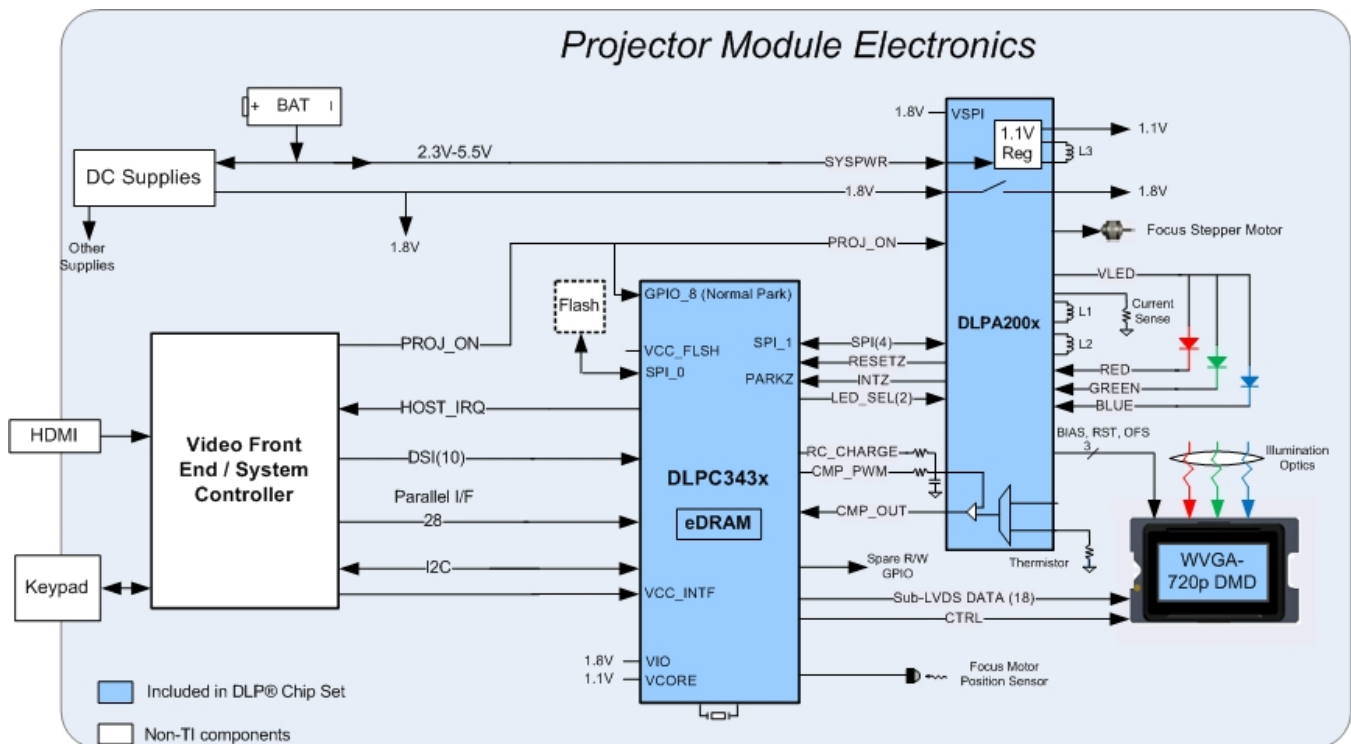 Projector Module Electronics
+ BAT I
DC Supplies
2.3V-5.5V
SYSPWR
1.8V
VSPI
1.1V
Reg
1.1V
L3
1.8V
1.8V
1.8V
Other
Supplies
PROJ_ON
Focus Stepper Motor
VLED
Current
Sense
L1
L2
DLPA200x
Flash
GPIO_8 (Normal Park)
PROJ_ON
VCC_FLSH
SPI_0
SPI_1
SPI(4)
RESETZ
PARKZ
INTZ
LED_SEL(2)
RED
GREEN
BLUE
HOST_IRQ
HDMI
Video Front
End / System
Controller
DSI(10)
Parallel I/F
28
I2C
VCC_INTF
Keypad
DLPC343x
eDRAM
RC_CHARGE
CMP_PWM
CMP_OUT
BIAS, RST, OFS
3
Illumination
Optics
Spare R/W
GPIO
Thermistor
WVGA-
720p DMD
Sub-LVDS DATA (18)
CTRL
1.8V
VIO
1.1V
VCORE
Focus Motor
Position Sensor
Included in DLP® Chip Set
Non-TI components